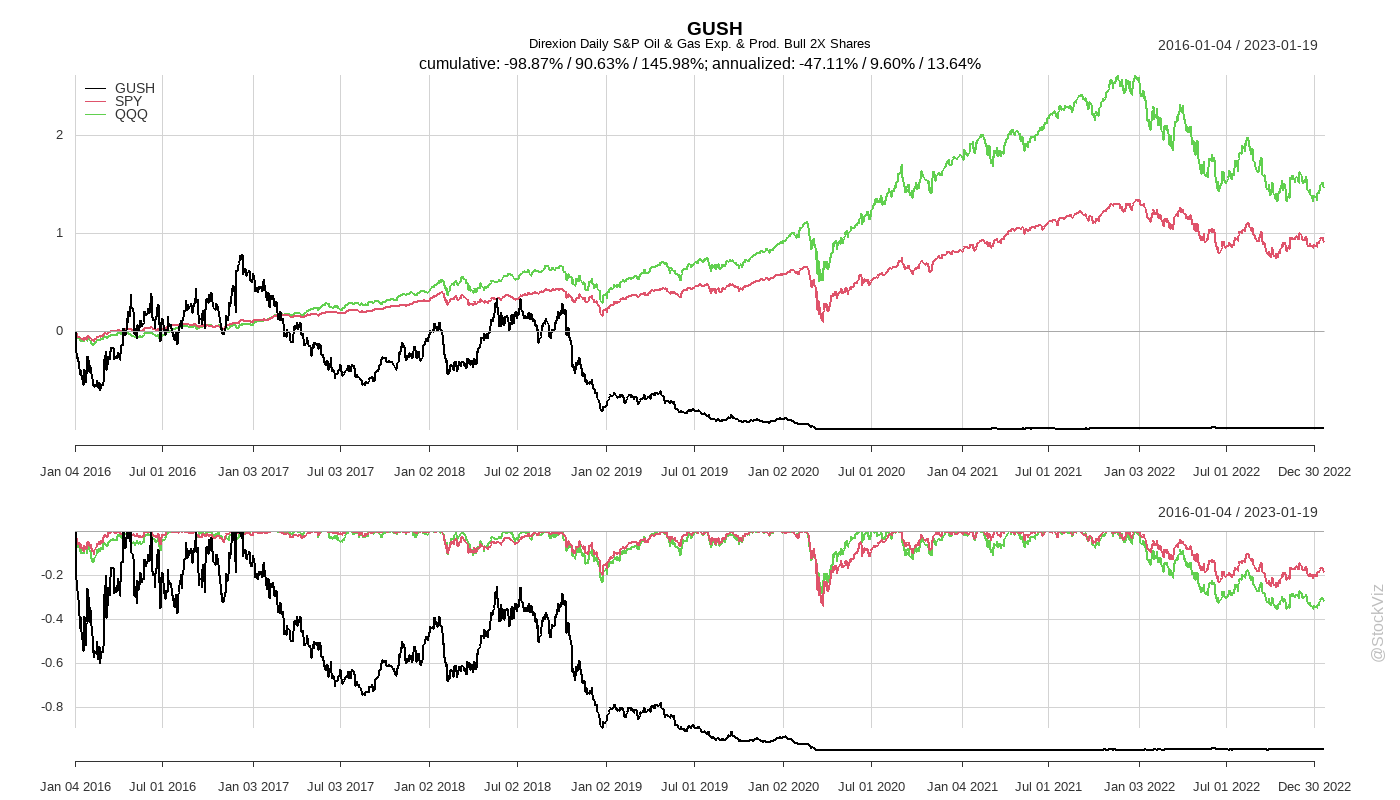 GUSH
Direxion Daily S&P Oil & Gas Exp. & Prod. Bull 2X Shares
2016-01-04 / 2023-01-19
cumulative: -98.87% / 90.63% / 145.98%; annualized: -47.11% / 9.60% / 13.64%
GUSH
SPY
QQQ
2
1
0
Jan 04 2016 Jul 01 2016 Jan 03 2017 Jul 03 2017 Jan 02 2018 Jul 02 2018 Jan 02 2019 Jul 01 2019 Jan 02 2020 Jul 01 2020 Jan 04 2021 Jul 01 2021 Jan 03 2022 Jul 01 2022 Dec 30 2022
2016-01-04 / 2023-01-19
-0.2
-0.4
-0.6
-0.8
Jan 04 2016 Jul 01 2016 Jan 03 2017 Jul 03 2017 Jan 02 2018 Jul 02 2018 Jan 02 2019 Jul 01 2019 Jan 02 2020 Jul 01 2020 Jan 04 2021 Jul 01 2021 Jan 03 2022 Jul 01 2022 Dec 30 2022
@StockViz